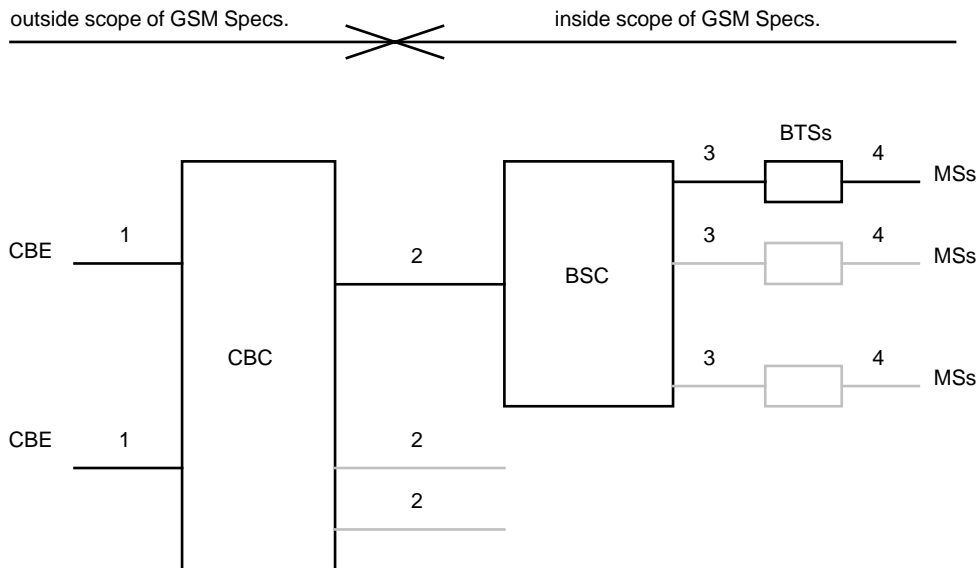 outside scope of GSM Specs. inside scope of GSM Specs.
BTSs
3 4 MSs
1 3 4 MSs
CBE 2
BSC
CBC
3 4 MSs
CBE 1 2
2